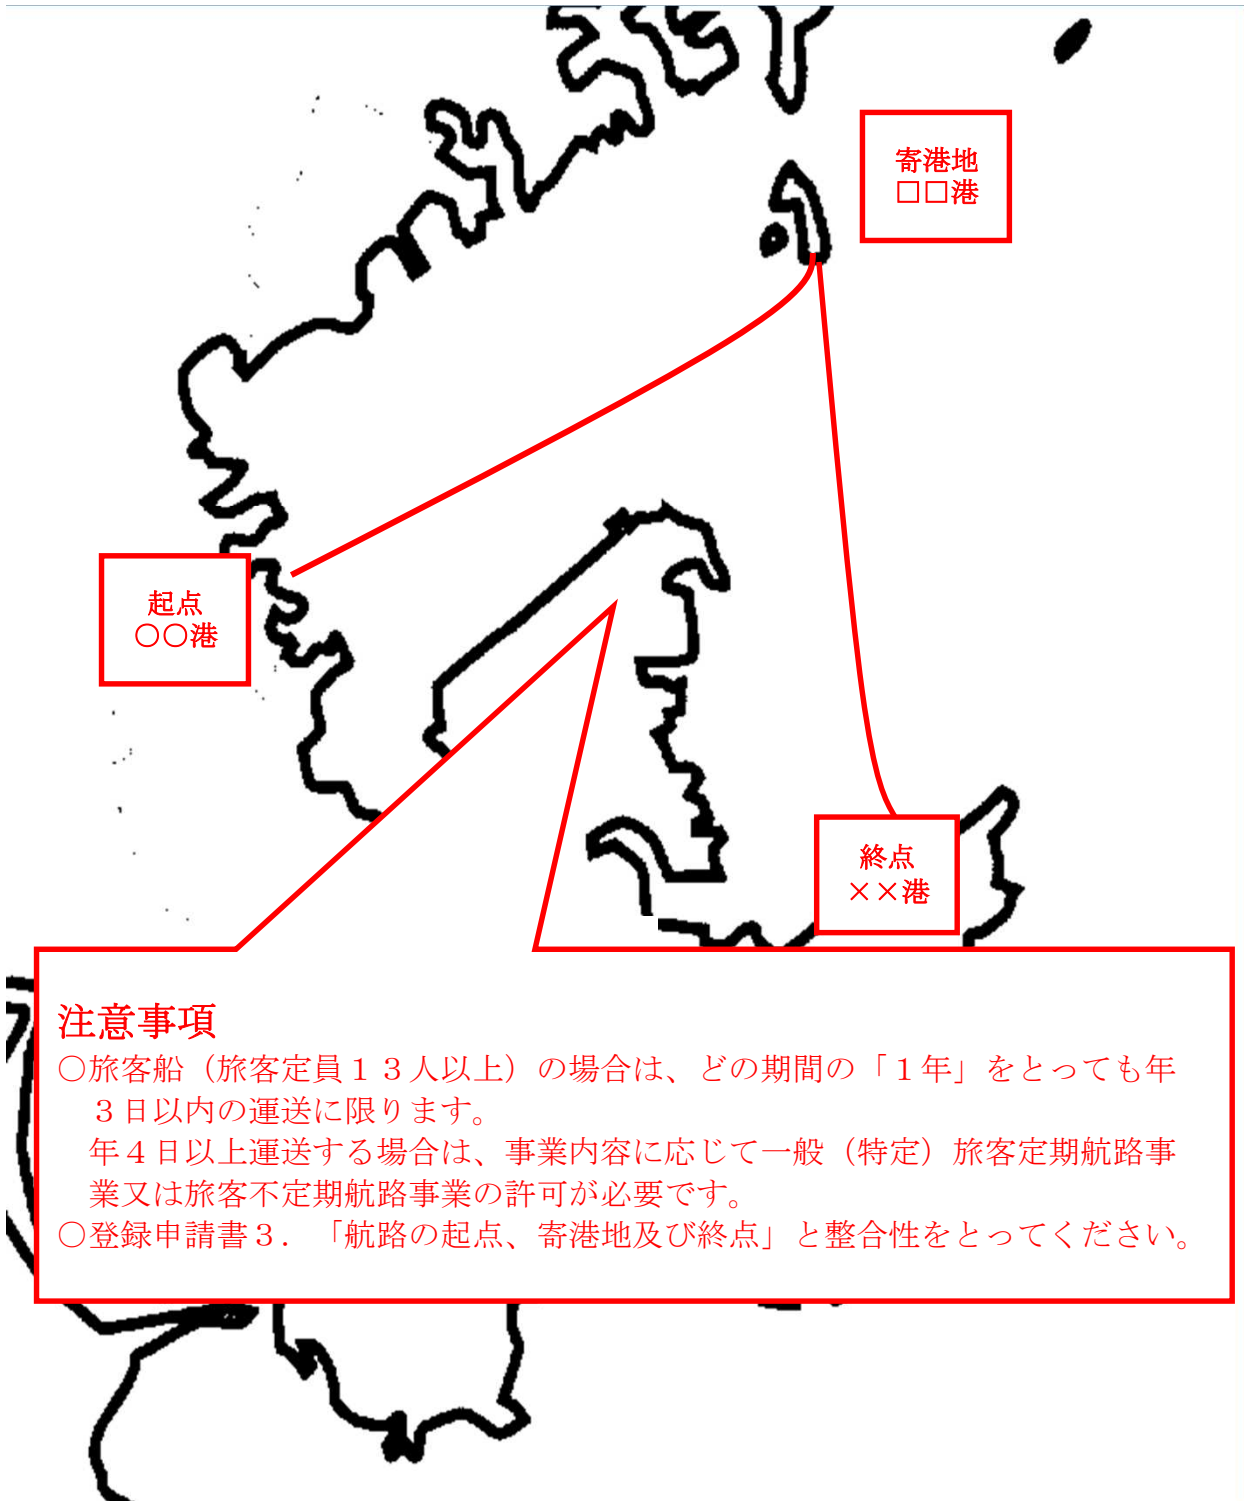 寄港地
□□港
起点
○○港
終点
××港
注意事項
○旅客船（旅客定員１３人以上）の場合は、どの期間の「１年」をとっても年
３日以内の運送に限ります。
年４日以上運送する場合は、事業内容に応じて一般（特定）旅客定期航路事
業又は旅客不定期航路事業の許可が必要です。
○登録申請書３．「航路の起点、寄港地及び終点」と整合性をとってください。